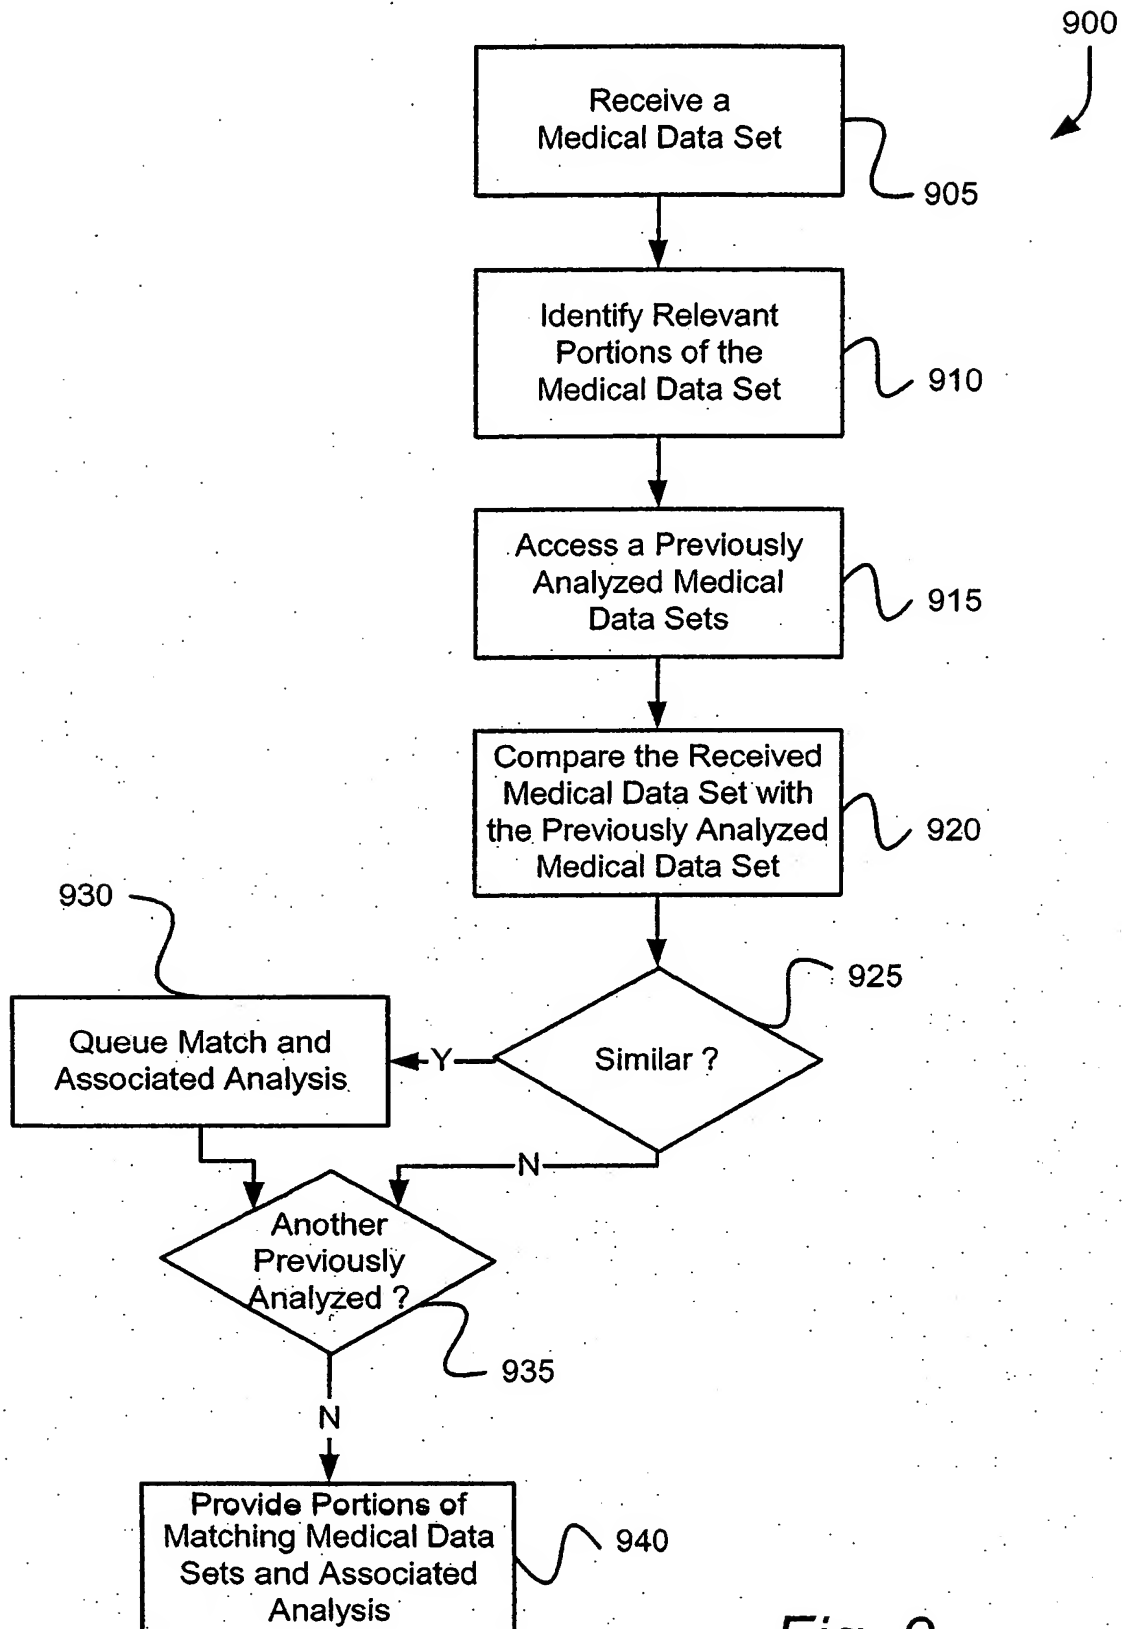 900
Receive a
Medical Data Set
905
Identify Relevant
Portions of the
Medical Data Set
910
Access a Previously
Analyzed Medical
Data Sets
915
Compare the Received
Medical Data Set with
the Previously Analyzed
Medical Data Set
920
930
925
Queue Match and
Associated Analysis
Y
Similar ?
N
Another
Previously
Analyzed ?
935
N
Provide Portions of
Matching Medical Data
Sets and Associated
Analysis
940